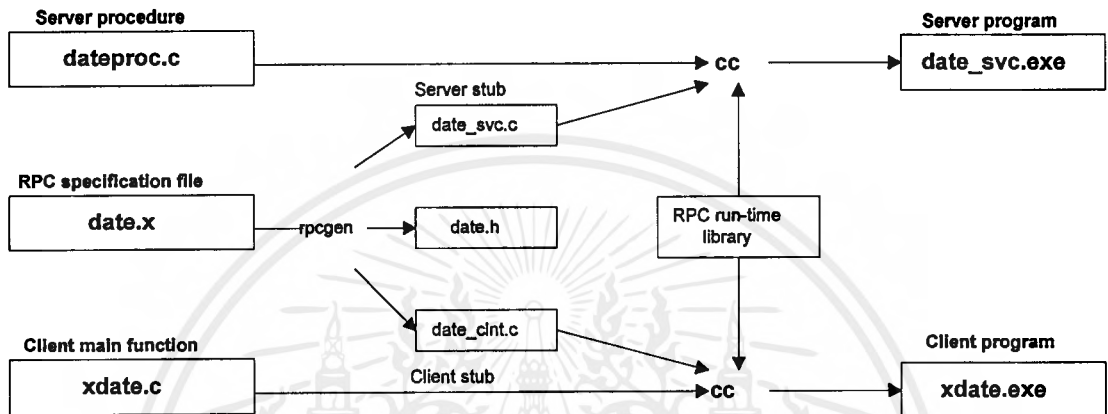 Server procedure
Server program
dateproc.c
cc
date_svc.exe
Server stub
date_svc.c
RPC specification file
date.x
rpcgen
date.h
RPC run-time
library
date_clnt.c
Client main function
Client program
xdate.c
Client stub
cc
xdate.exe